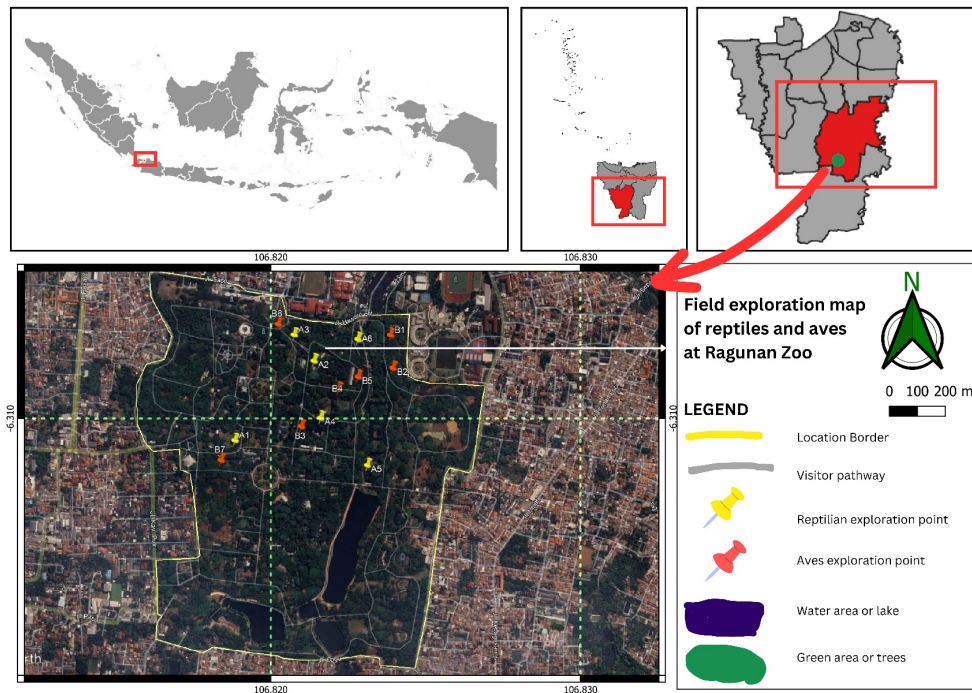 106.820
106.830
-6.310
-6.310
B6
A3
A6
B1
A2
B2
B5
B4
A4
B3
A1
B7
A5
rth
106.820
106.830
Field exploration map
of reptiles and aves
at Ragunan Zoo
N
0 100 200 m
LEGEND
Location Border
Visitor pathway
Reptilian exploration point
Aves exploration point
Water area or lake
Green area or trees